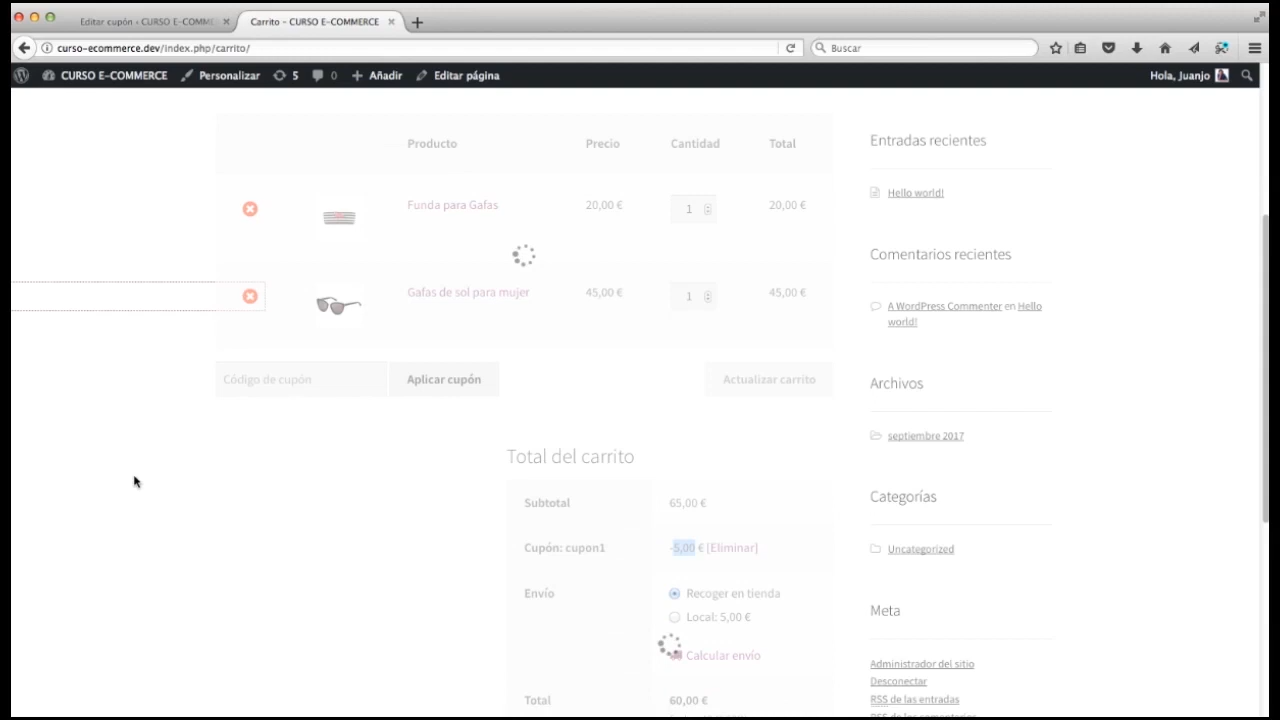 Editar cupón ‹ CURSO E-COMME
Carrito – CURSO E-COMMERCE
curso-ecommerce.dev/index.php/carrito/
Buscar
CURSO E-COMMERCE
Personalizar
5
0
Añadir
Editar página
Hola, Juanjo
Producto
Precio
Cantidad
Total
Funda para Gafas
20,00 €
1
20,00 €
Gafas de sol para mujer
45,00 €
1
45,00 €
Código de cupón
Aplicar cupón
Actualizar carrito
Total del carrito
Subtotal
65,00 €
Cupón: cupon1
-5,00 € [Eliminar]
Envío
Recoger en tienda
Local: 5,00 €
Calcular envío
Total
60,00 €
Entradas recientes
Hello world!
Comentarios recientes
A WordPress Commenter en Hello
world!
Archivos
septiembre 2017
Categorías
Uncategorized
Meta
Administrador del sitio
Desconectar
RSS de las entradas
RSS de los comentarios